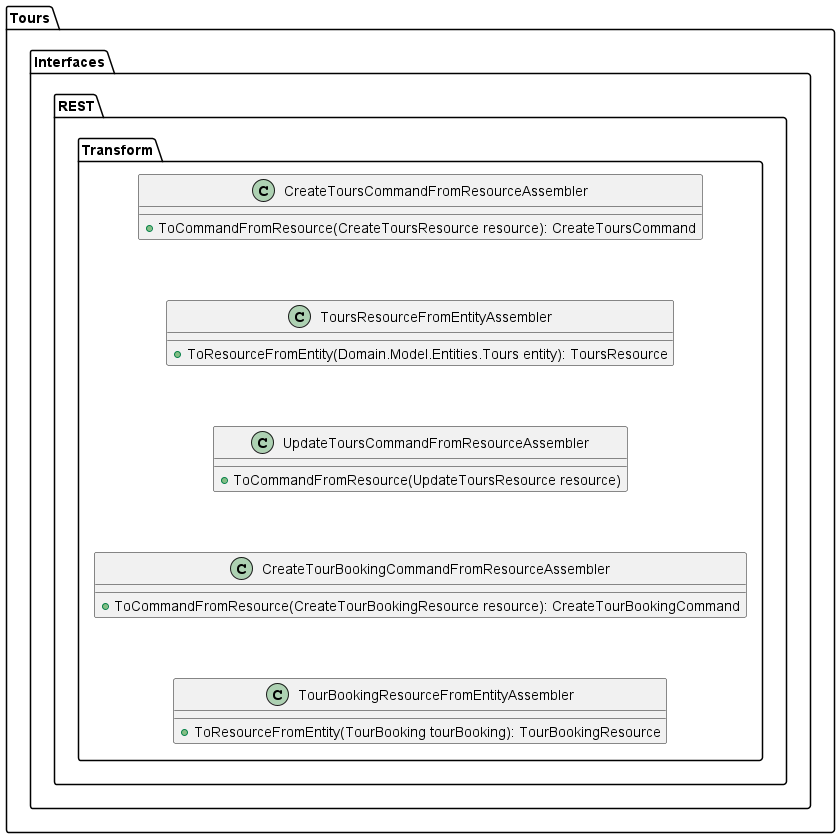 Tours
Interfaces
REST
Transform
C CreateToursCommandFromResourceAssembler
ToCommandFromResource(CreateToursResource resource): CreateToursCommand
C ToursResourceFromEntityAssembler
ToResourceFromEntity(Domain.Model.Entities.Tours entity): ToursResource
C UpdateToursCommandFromResourceAssembler
ToCommandFromResource(UpdateToursResource resource)
C CreateTourBookingCommandFromResourceAssembler
ToCommandFromResource(CreateTourBookingResource resource): CreateTourBookingCommand
C TourBookingResourceFromEntityAssembler
ToResourceFromEntity(TourBooking tourBooking): TourBookingResource